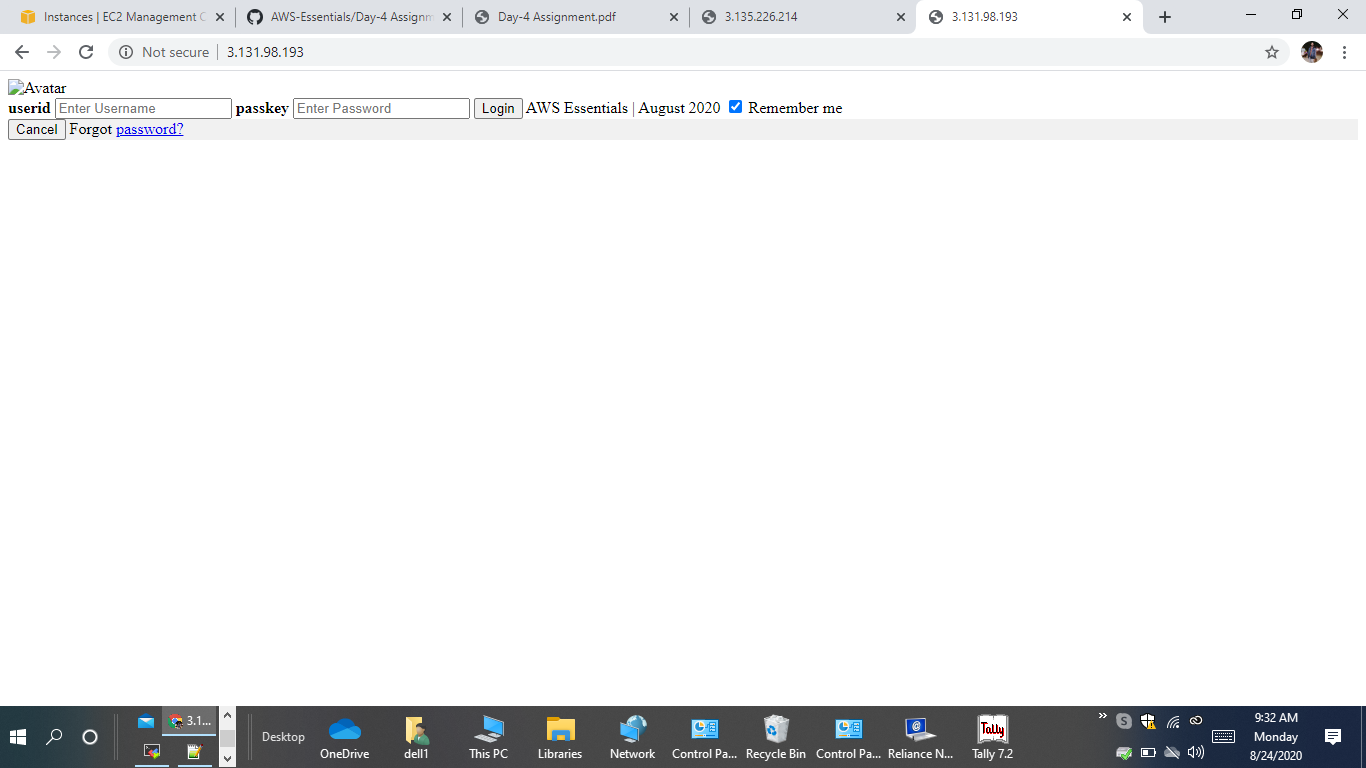 Instances | EC2 Management C
AWS-Essentials/Day-4 Assignm
Day-4 Assignment.pdf
3.135.226.214
3.131.98.193
Not secure
3.131.98.193
Avatar
userid Enter Username passkey Enter Password Login AWS Essentials | August 2020 Remember me
Cancel Forgot password?
3.1...
Desktop
OneDrive
dell1
This PC
Libraries
Network
Control Pa...
Recycle Bin
Control Pa...
Reliance N...
Tally
Tally 7.2
9:32 AM
Monday
8/24/2020